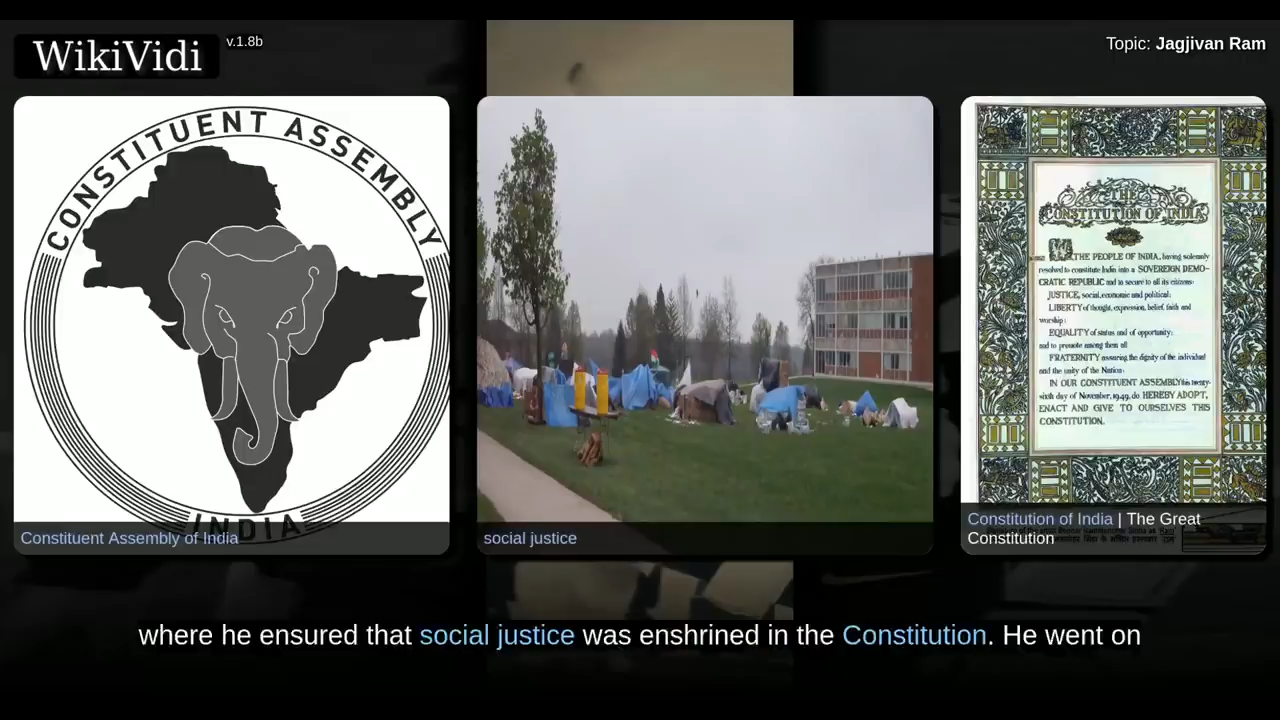 WikiVidi
v.1.8b
Topic: Jagjivan Ram
CONSTITUENT ASSEMBLY
INDIA
Constituent Assembly of India
social justice
THE
CONSTITUTION OF INDIA
WE, THE PEOPLE OF INDIA, having solemnly
resolved to constitute India into a SOVEREIGN DEMO-
CRATIC REPUBLIC and to secure to all its citizens:
JUSTICE, social, economic and political;
LIBERTY of thought, expression, belief, faith and
worship;
EQUALITY of status and of opportunity;
and to promote among them all
FRATERNITY assuring the dignity of the individual
and the unity of the Nation;
IN OUR CONSTITUENT ASSEMBLY this twenty-
sixth day of November, 1949, do HEREBY ADOPT,
ENACT AND GIVE TO OURSELVES THIS
CONSTITUTION.
Constitution of India | The Great
Constitution
where he ensured that social justice was enshrined in the Constitution. He went on